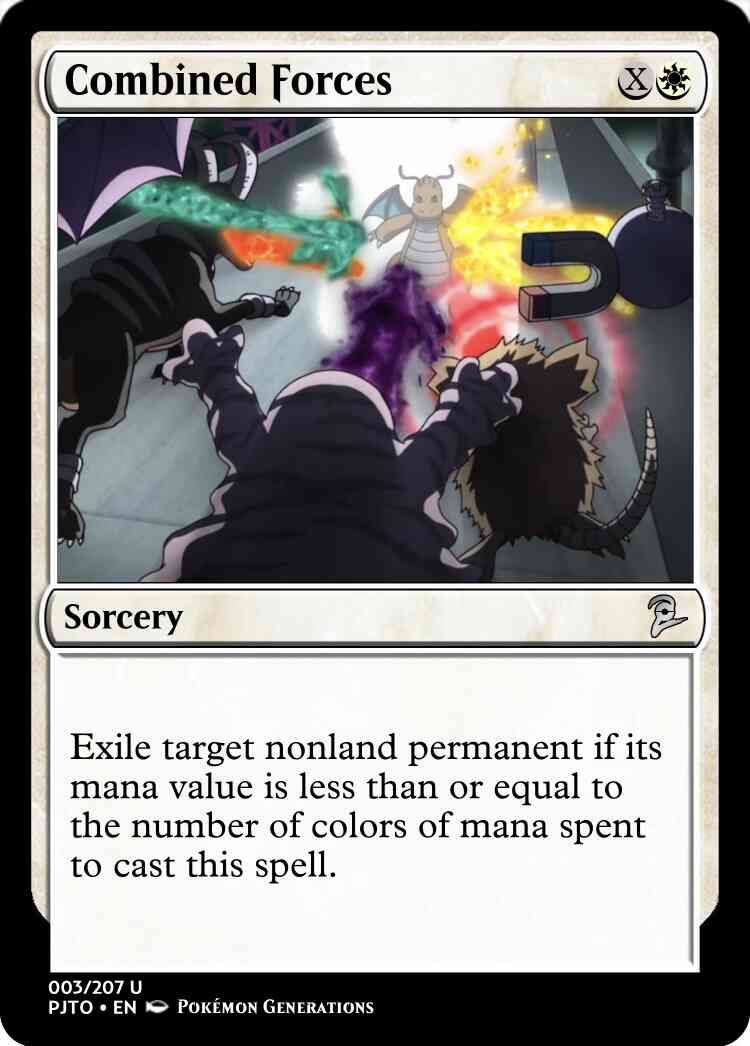 Combined Forces X
Sorcery
Exile target nonland permanent if its
mana value is less than or equal to
the number of colors of mana spent
to cast this spell.
003/207 U
PJTO • EN Pokémon Generations